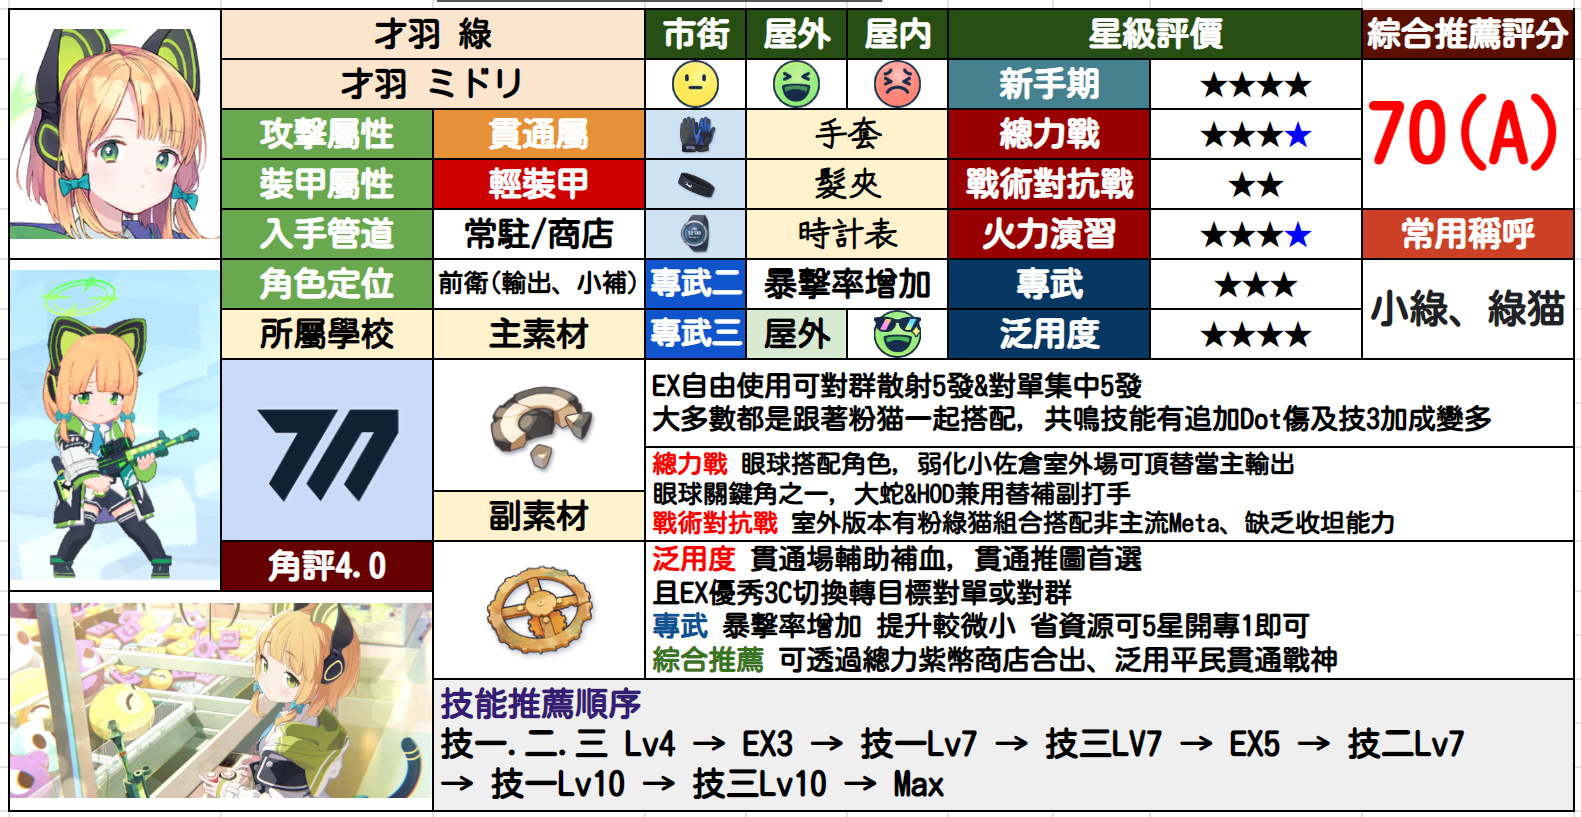 才羽 綠 市街 屋外 屋內 星級評價 綜合推薦評分
才羽 ミドリ 新手期 ★★★★ 70(A)
攻擊屬性 貫通屬 手套 總力戰 ★★★★
裝甲屬性 輕裝甲 髮夾 戰術對抗戰 ★★
入手管道 常駐/商店 時計表 火力演習 ★★★★ 常用稱呼
角色定位 前衛(輸出、小補) 專武二 暴擊率增加 專武 ★★★ 小綠、綠猫
所屬學校 主素材 專武三 屋外 泛用度 ★★★★
EX自由使用可對群散射5發&對單集中5發
大多數都是跟著粉猫一起搭配, 共鳴技能有追加Dot傷及技3加成變多
總力戰 眼球搭配角色, 弱化小佐倉室外場可頂替當主輸出
眼球關鍵角之一, 大蛇&HOD兼用替補副打手
戰術對抗戰 室外版本有粉綠猫組合搭配非主流Meta、缺乏收坦能力
副素材
角評4.0
泛用度 貫通場輔助補血, 貫通推圖首選
且EX優秀3C切換轉目標對單或對群
專武 暴擊率增加 提升較微小 省資源可5星開專1即可
綜合推薦 可透過總力紫幣商店合出、泛用平民貫通戰神
技能推薦順序
技一.二.三 Lv4 → EX3 → 技一Lv7 → 技三LV7 → EX5 → 技二Lv7
→ 技一Lv10 → 技三Lv10 → Max